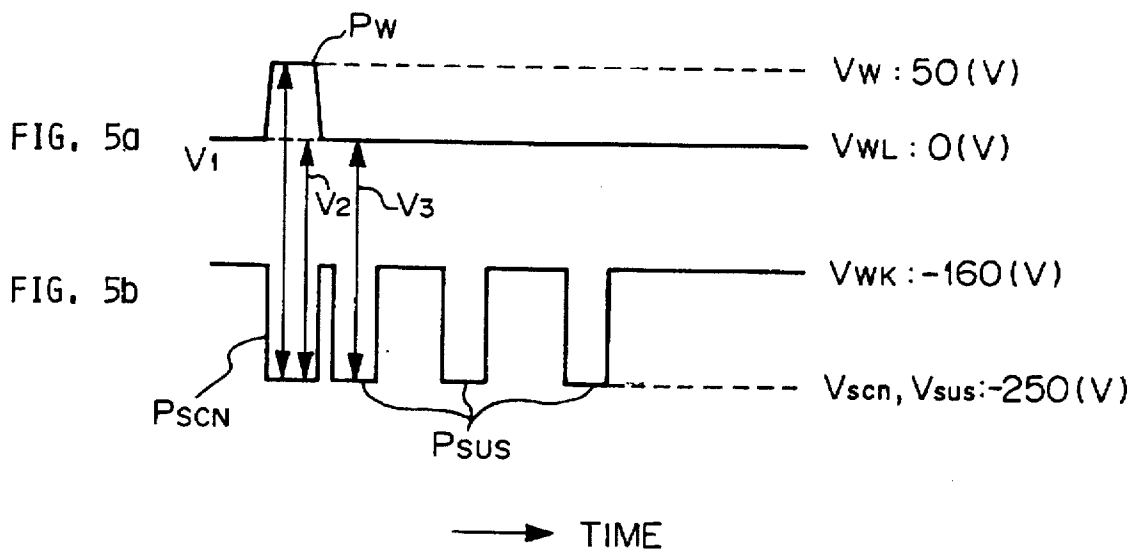 PW
VW : 50(V)
FIG. 5a
V1
VWL : 0(V)
V2
V3
FIG. 5b
VWK : -160(V)
PSCN
Vscn, Vsus:-250(V)
PSUS
TIME